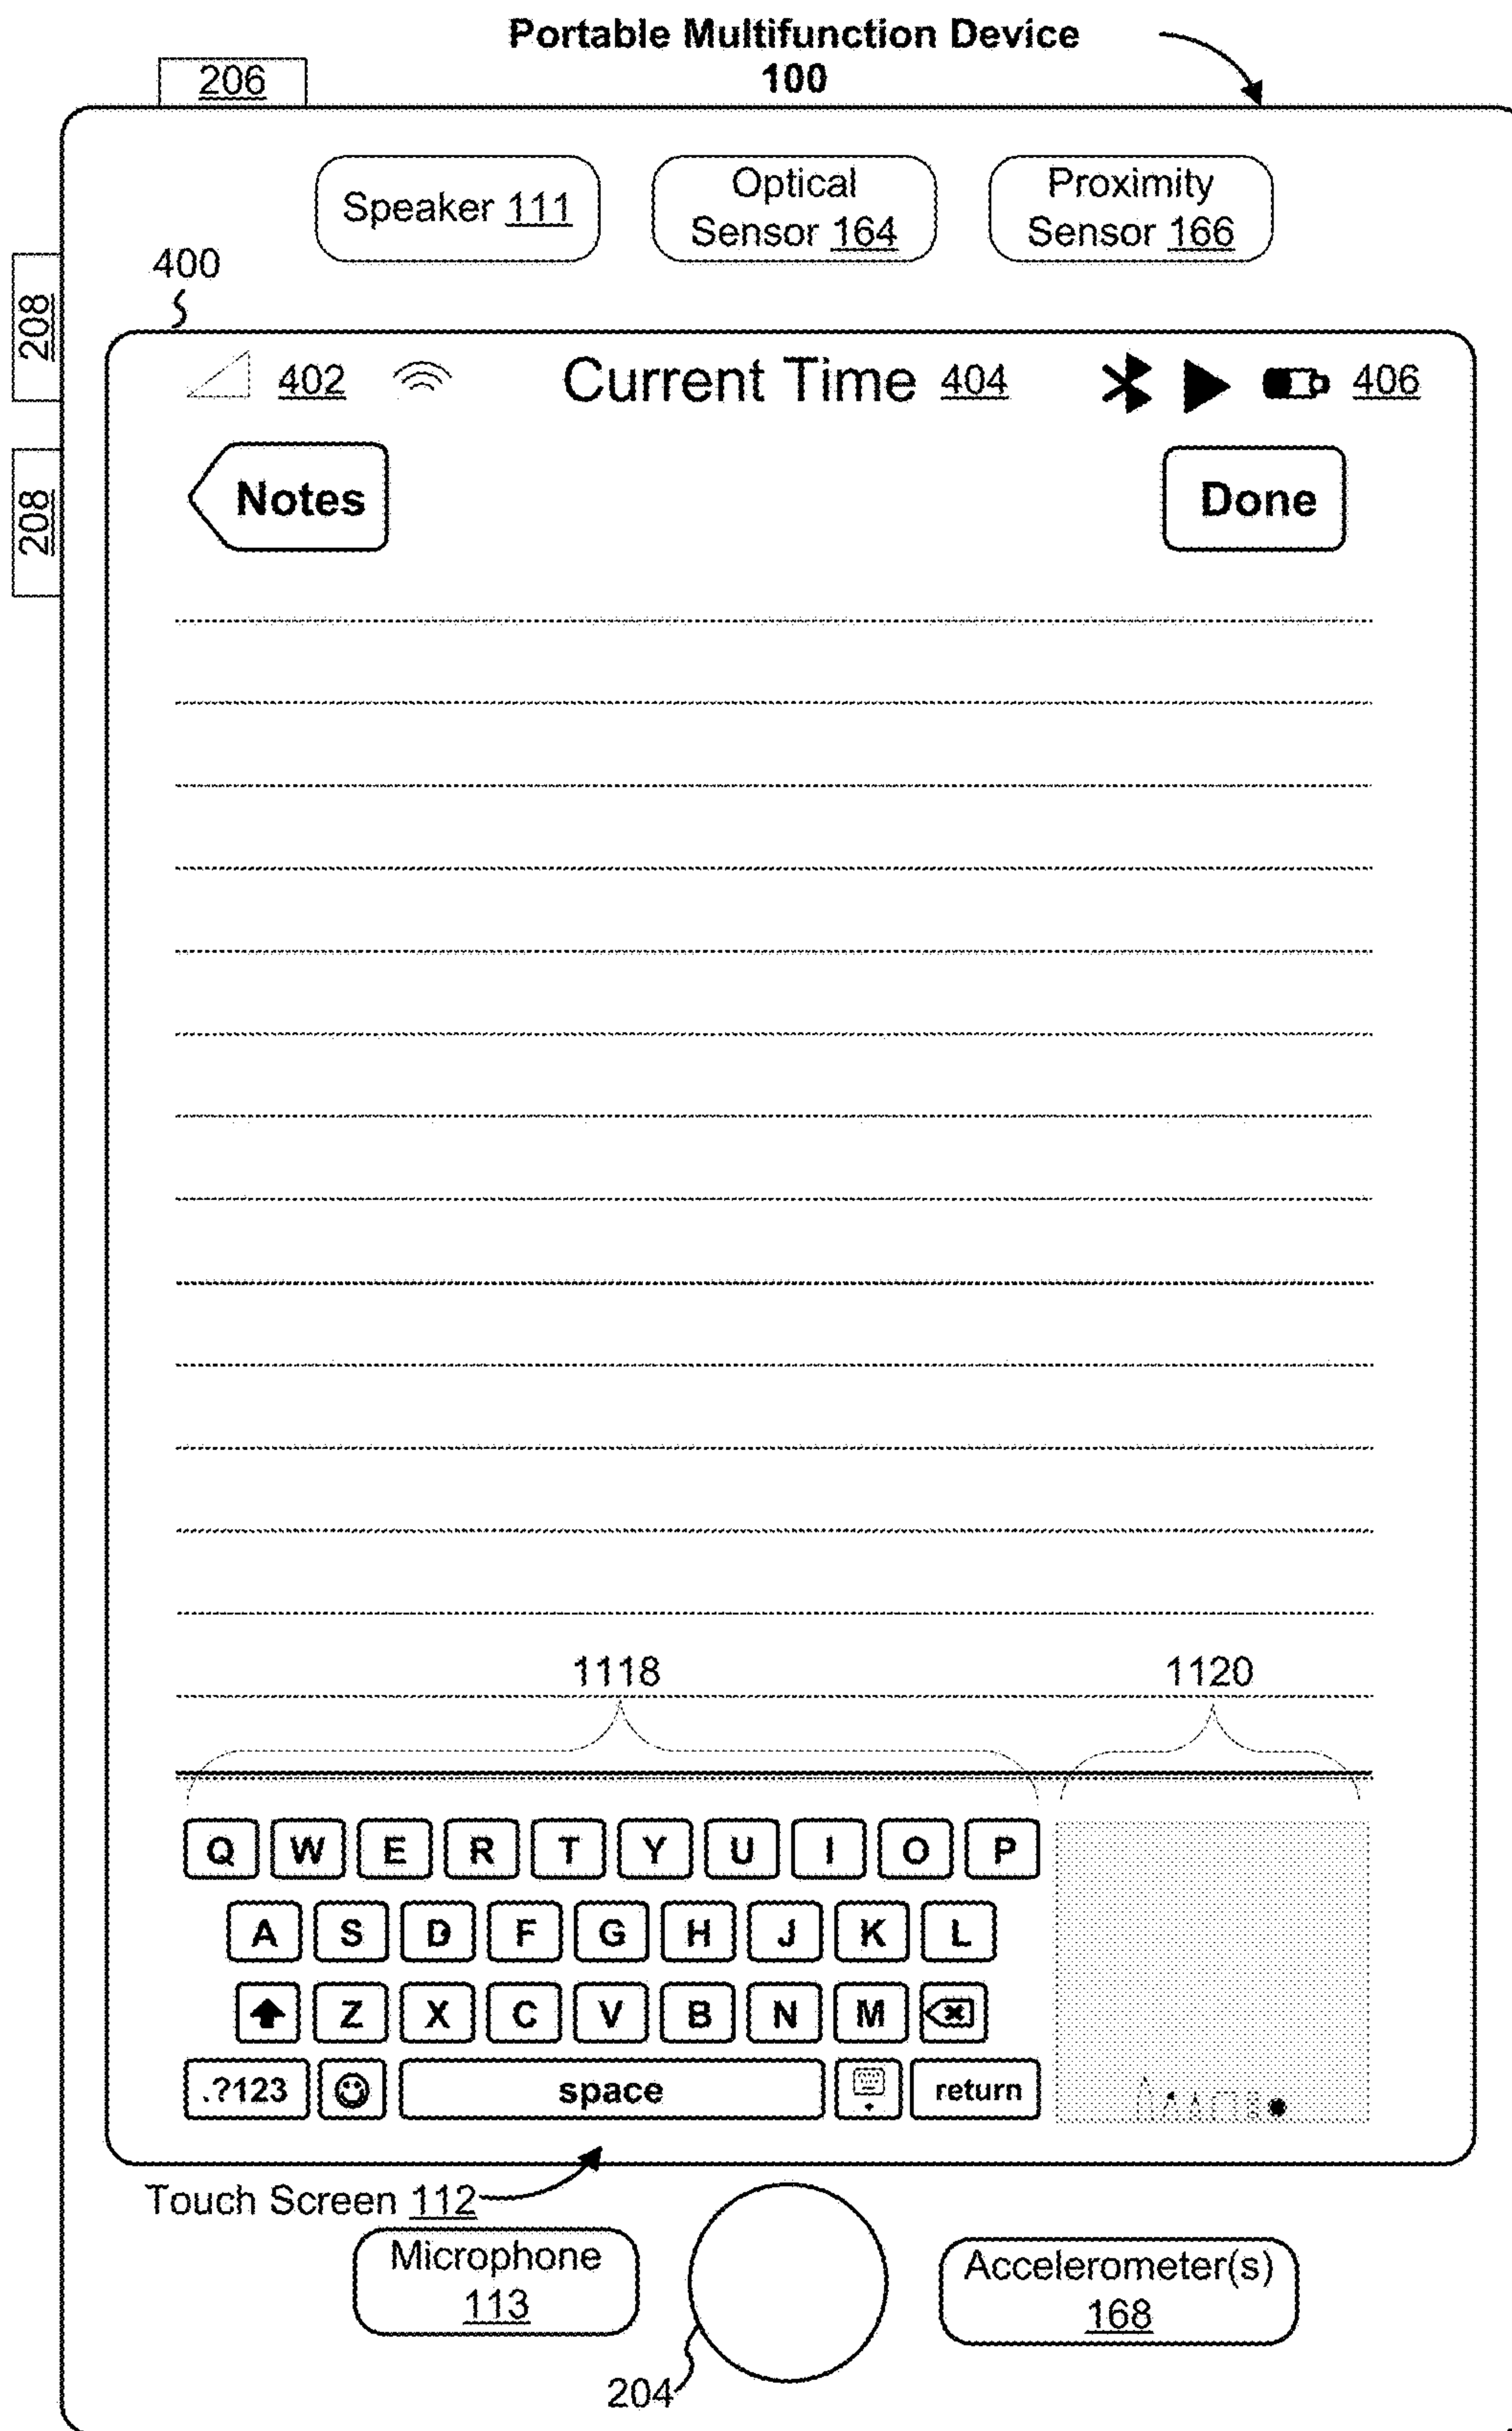 Portable Multifunction Device
100
206
Speaker 111
Optical
Sensor 164
Proximity
Sensor 166
400
208
402
Current Time 404
406
208
Notes
Done
1118
1120
Q W E R T Y U I O P
A S D F G H J K L
Z X C V B N M
.?123
space
return
Touch Screen 112
Microphone
113
Accelerometer(s)
168
204